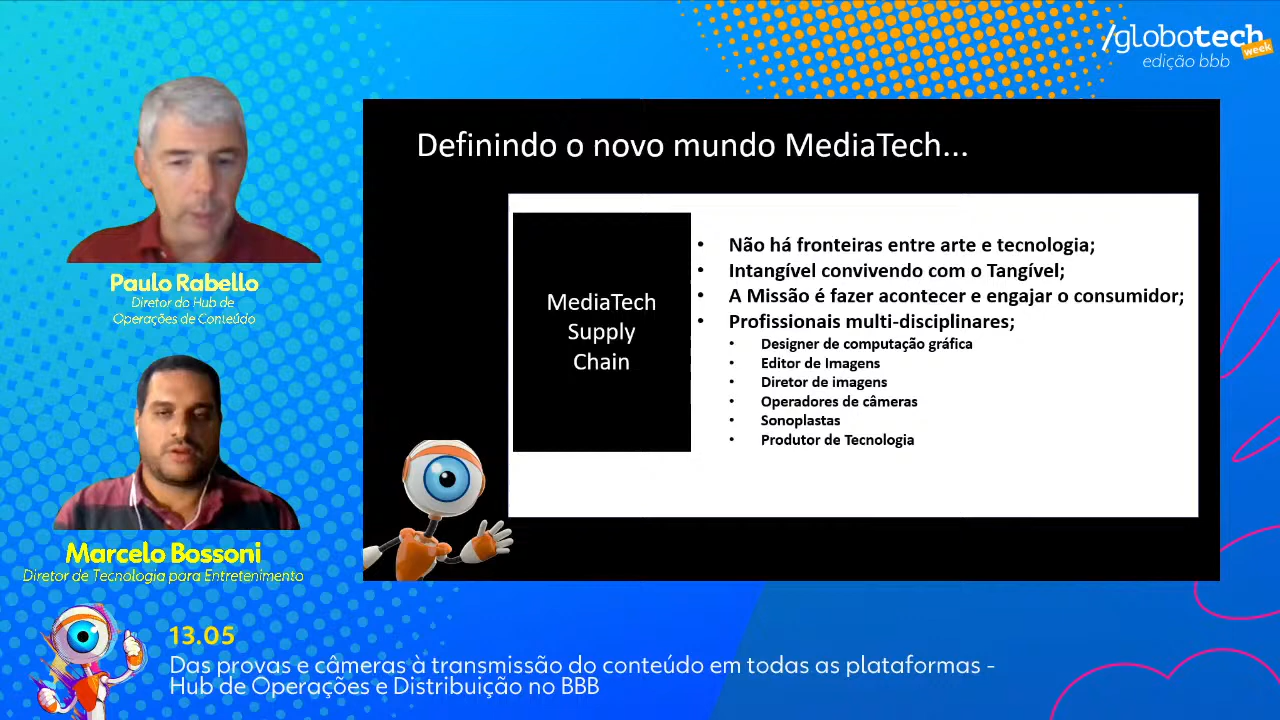 /globotech
week
edição bbb
Definindo o novo mundo MediaTech...
MediaTech
Supply
Chain
• Não há fronteiras entre arte e tecnologia;
• Intangível convivendo com o Tangível;
• A Missão é fazer acontecer e engajar o consumidor;
• Profissionais multi-disciplinares;
• Designer de computação gráfica
• Editor de Imagens
• Diretor de imagens
• Operadores de câmeras
• Sonoplastas
• Produtor de Tecnologia
Paulo Rabello
Diretor do Hub de
Operações de Conteúdo
Marcelo Bossoni
Diretor de Tecnologia para Entretenimento
13.05
Das provas e câmeras à transmissão do conteúdo em todas as plataformas -
Hub de Operações e Distribuição no BBB